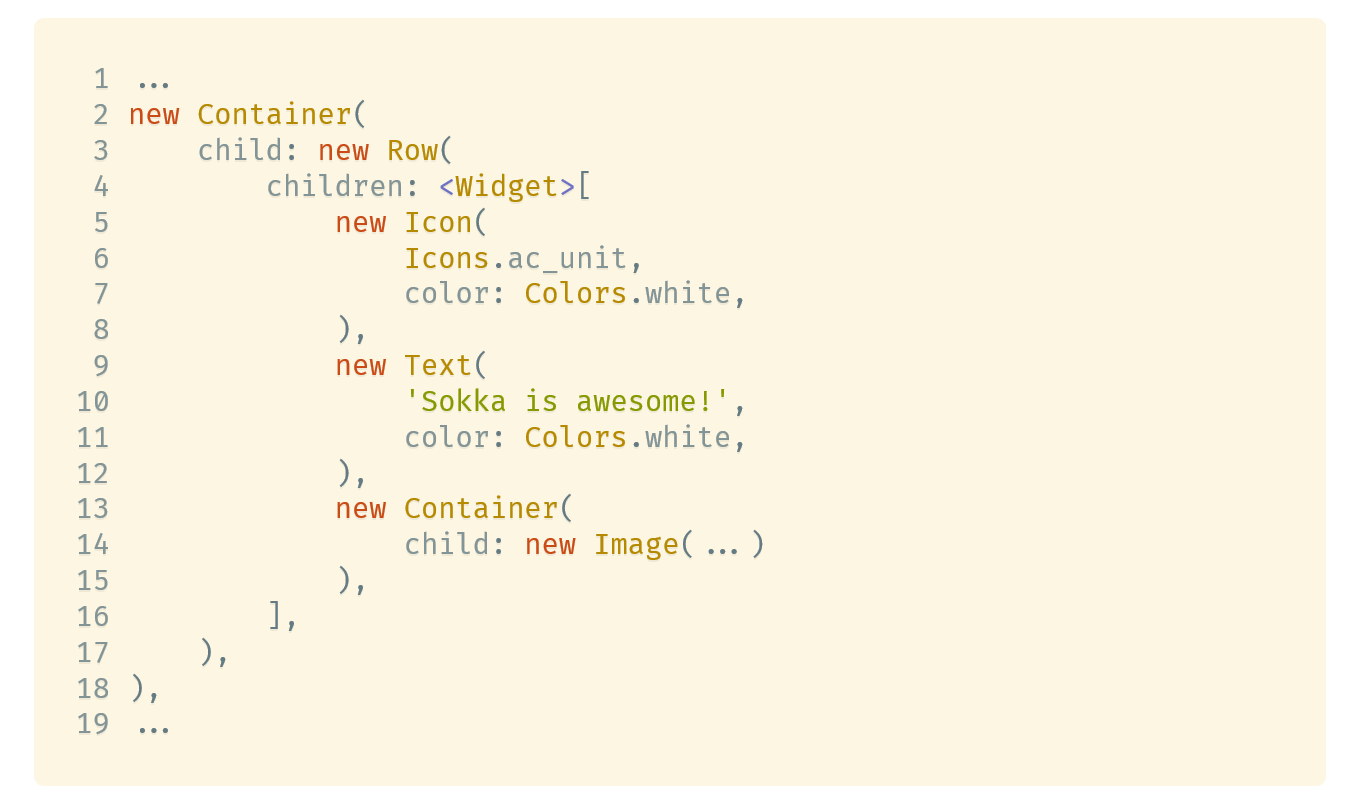 1 ...
2 new Container(
3     child: new Row(
4         children: <Widget>[
5             new Icon(
6                 Icons.ac_unit,
7                 color: Colors.white,
8             ),
9             new Text(
10                 'Sokka is awesome!',
11                 color: Colors.white,
12             ),
13             new Container(
14                 child: new Image(...)
15             ),
16         ],
17     ),
18 ),
19 ...